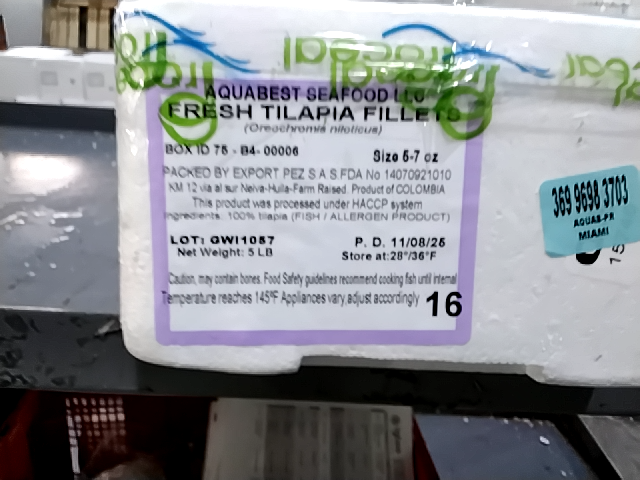 AQUABEST SEAFOOD LLC
FRESH TILAPIA FILLETS
(Oreochromis niloticus)
BOX ID 75 - B4- 00006
Size 5-7 oz
PACKED BY EXPORT PEZ S A S.FDA No 14070921010
KM 12 via al sur Neiva-Huila-Farm Raised. Product of COLOMBIA
This product was processed under HACCP system
Ingredients: 100% tilapia (FISH / ALLERGEN PRODUCT)
LOT: GWI1057
P. D. 11/08/25
Net Weight: 5 LB
Store at:28°/36°F
Caution, may contain bones. Food Safety guidelines recommend cooking fish until internal
Temperature reaches 145°F Appliances vary,adjust accordingly
16
369 9698 3703
AQUAS-PR
MIAMI